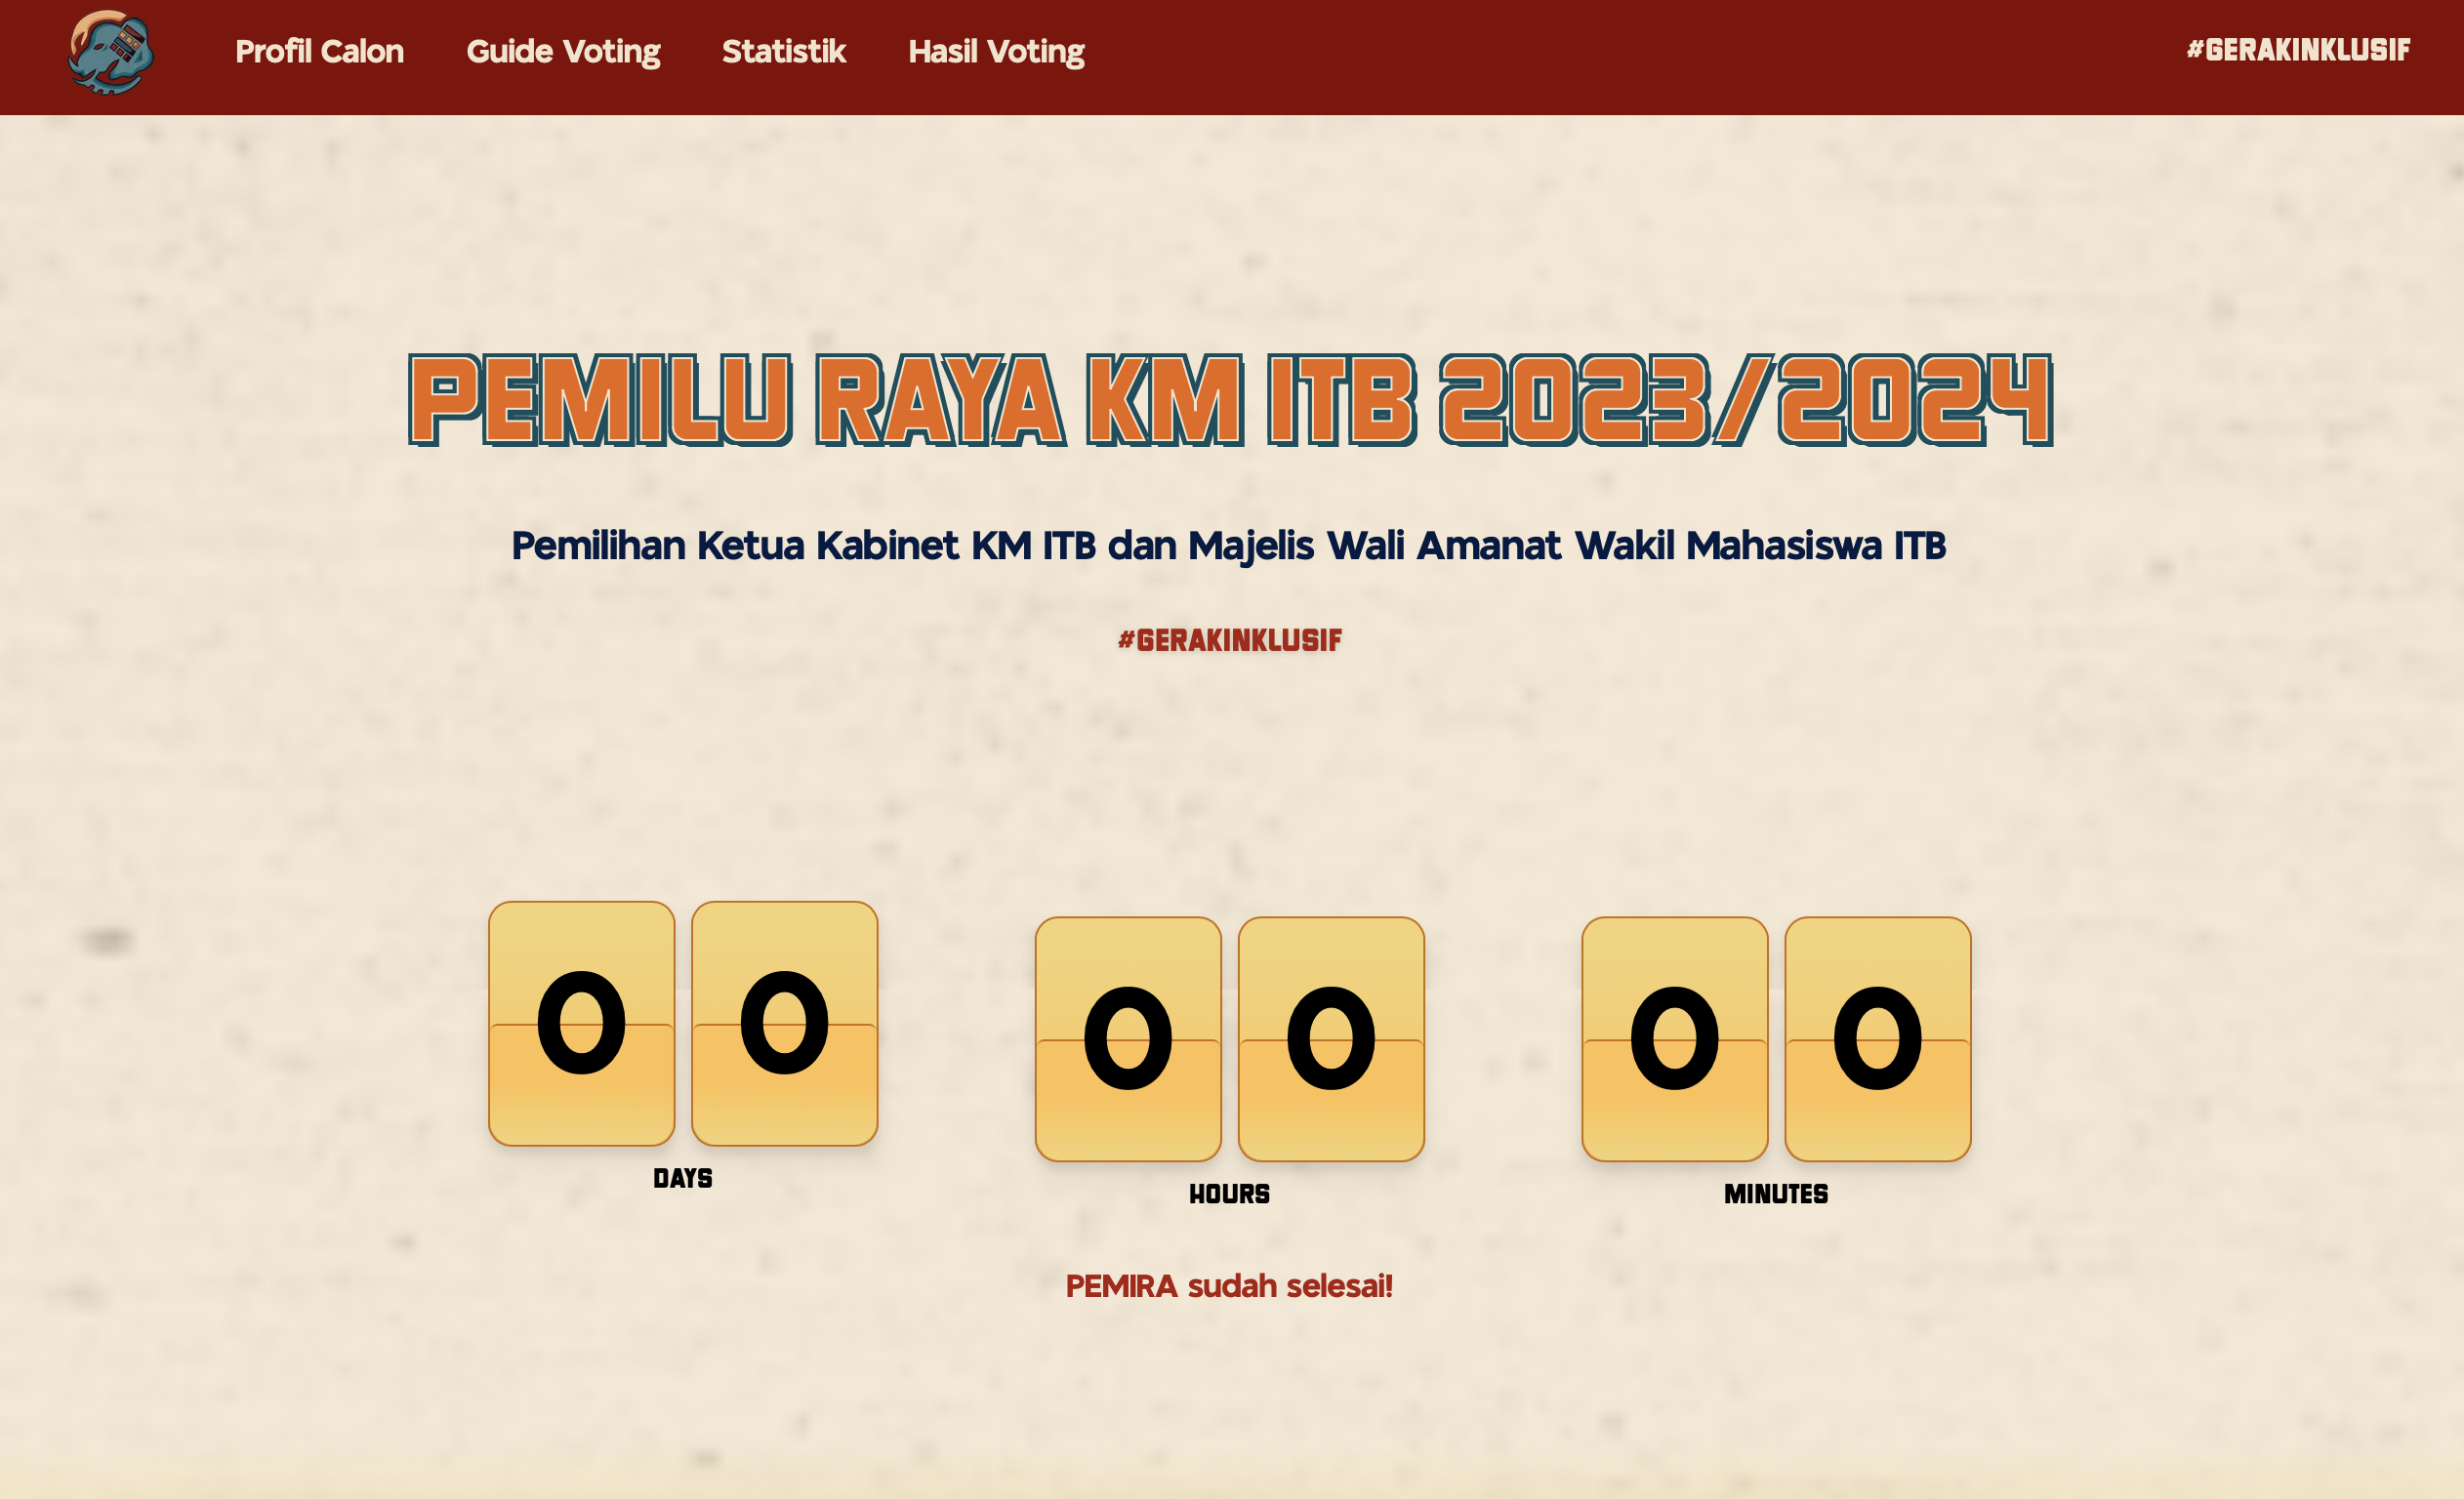 Profil Calon Guide Voting Statistik Hasil Voting #GERAKINKLUSIF
PEMILU RAYA KM ITB 2023/2024
Pemilihan Ketua Kabinet KM ITB dan Majelis Wali Amanat Wakil Mahasiswa ITB
#GERAKINKLUSIF
0 0 0 0 0 0
DAYS HOURS MINUTES
PEMIRA sudah selesai!